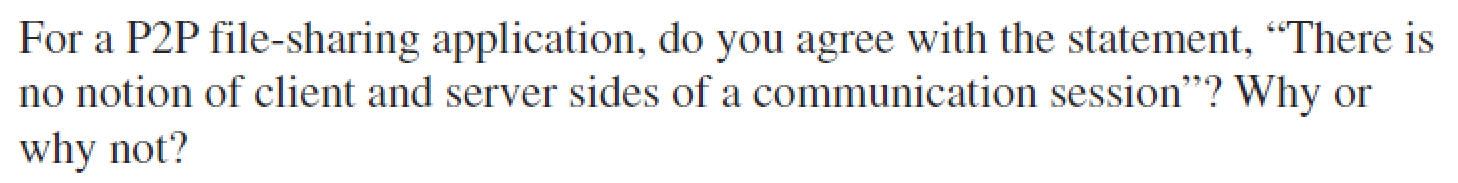 For a P2P file-sharing application, do you agree with the statement, “There is
no notion of client and server sides of a communication session”? Why or
why not?